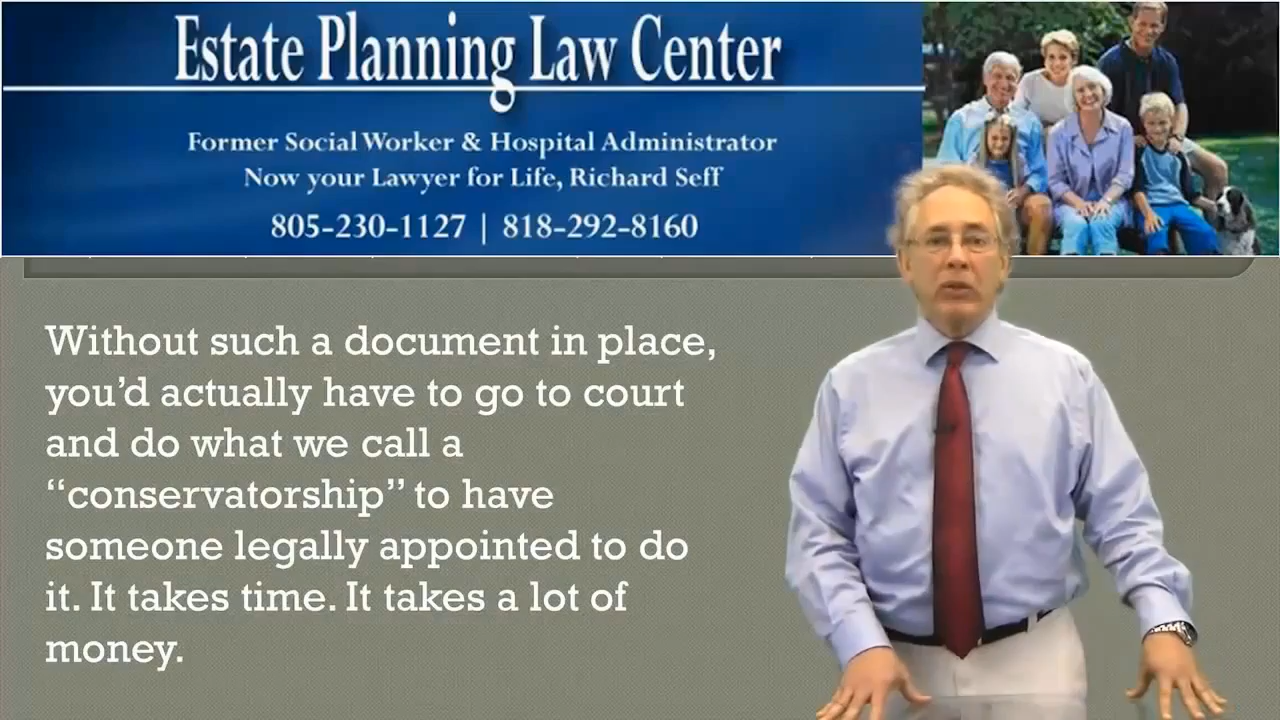 Estate Planning Law Center
Former Social Worker & Hospital Administrator
Now your Lawyer for Life, Richard Seff
805-230-1127 | 818-292-8160
Without such a document in place,
you’d actually have to go to court
and do what we call a
“conservatorship” to have
someone legally appointed to do
it. It takes time. It takes a lot of
money.